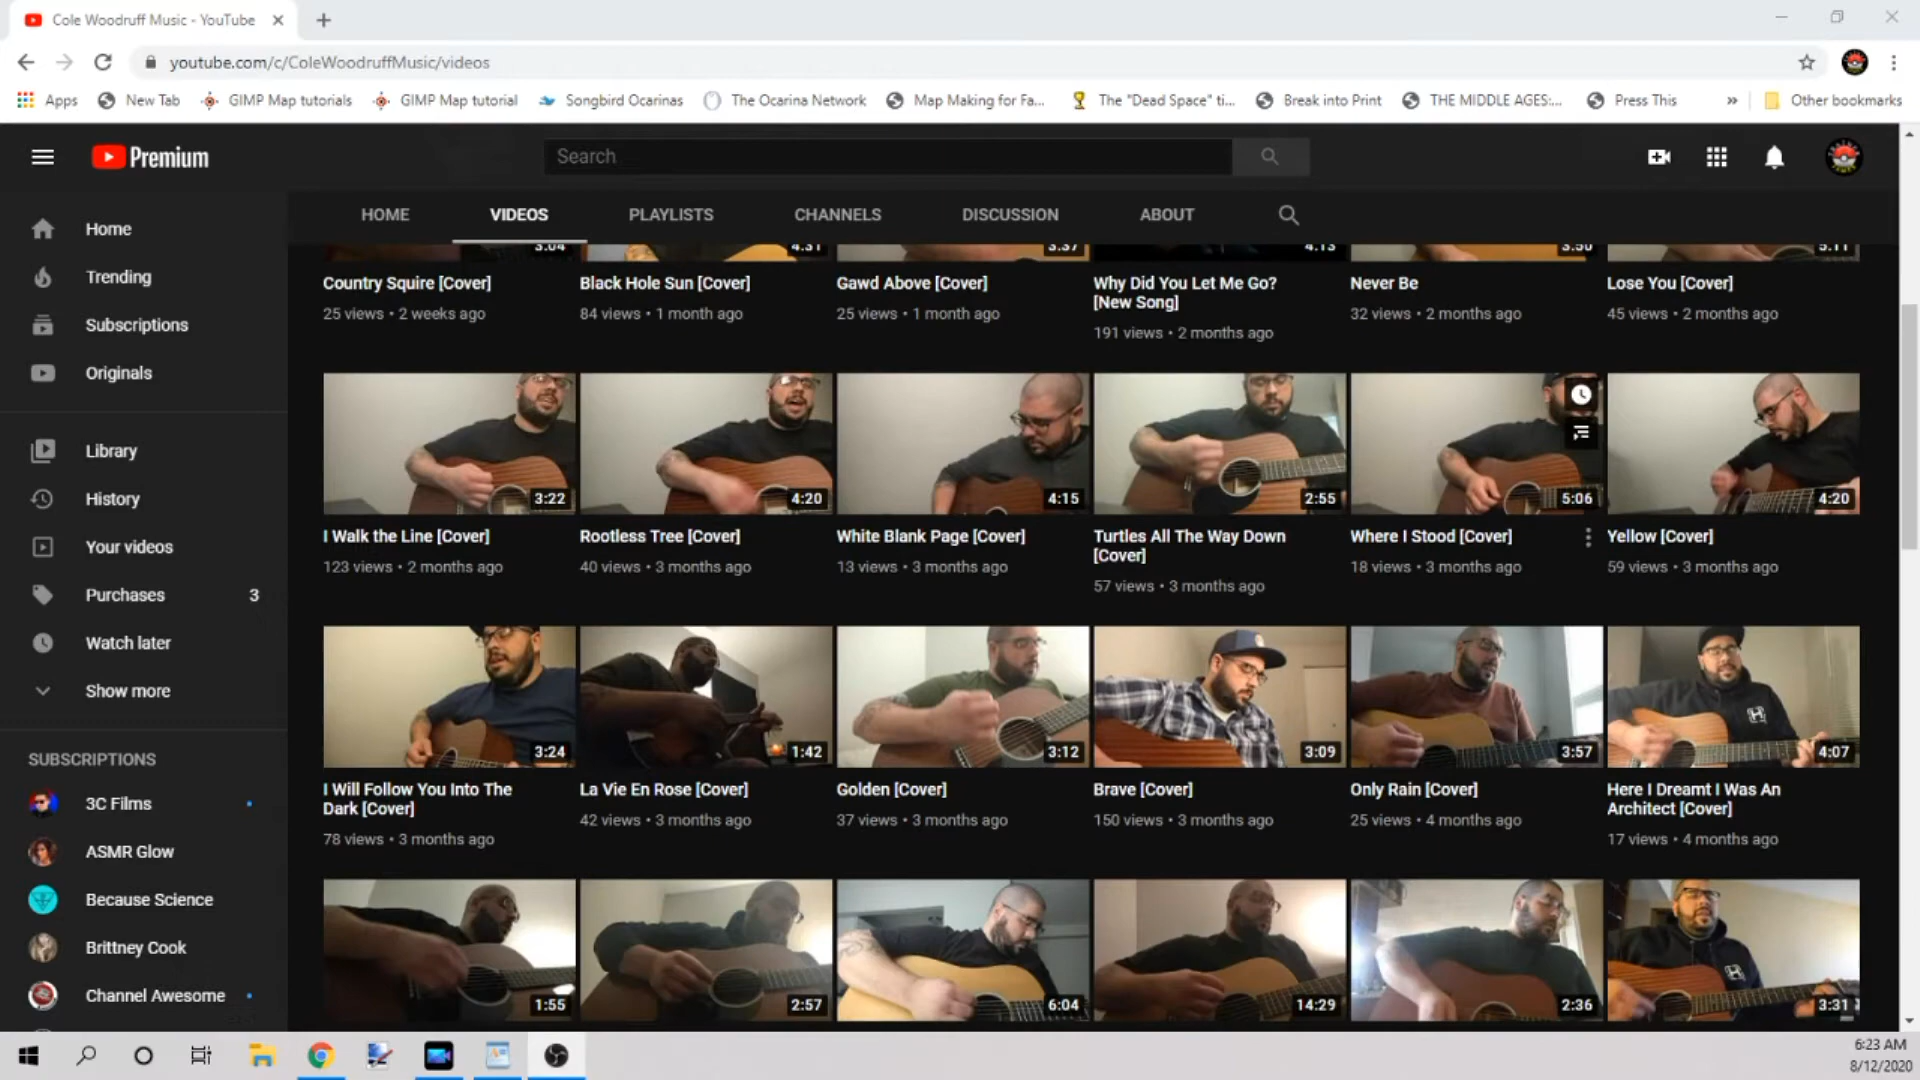 Cole Woodruff Music - YouTube
youtube.com/c/ColeWoodruffMusic/videos
Apps New Tab GIMP Map tutorials GIMP Map tutorial Songbird Ocarinas The Ocarina Network Map Making for Fa... The "Dead Space" ti... Break into Print THE MIDDLE AGES:... Press This » Other bookmarks
Premium
Search
HOME VIDEOS PLAYLISTS CHANNELS DISCUSSION ABOUT
Home
Trending
Subscriptions
Originals
Library
History
Your videos
Purchases 3
Watch later
Show more
SUBSCRIPTIONS
3C Films
ASMR Glow
Because Science
Brittney Cook
Channel Awesome
3:04 4:31 3:37 4:13 3:50 5:11
Country Squire [Cover]
25 views • 2 weeks ago
Black Hole Sun [Cover]
84 views • 1 month ago
Gawd Above [Cover]
25 views • 1 month ago
Why Did You Let Me Go?
[New Song]
191 views • 2 months ago
Never Be
32 views • 2 months ago
Lose You [Cover]
45 views • 2 months ago
3:22 4:20 4:15 2:55 5:06 4:20
I Walk the Line [Cover]
123 views • 2 months ago
Rootless Tree [Cover]
40 views • 3 months ago
White Blank Page [Cover]
13 views • 3 months ago
Turtles All The Way Down
[Cover]
57 views • 3 months ago
Where I Stood [Cover]
18 views • 3 months ago
Yellow [Cover]
59 views • 3 months ago
3:24 1:42 3:12 3:09 3:57 4:07
I Will Follow You Into The
Dark [Cover]
78 views • 3 months ago
La Vie En Rose [Cover]
42 views • 3 months ago
Golden [Cover]
37 views • 3 months ago
Brave [Cover]
150 views • 3 months ago
Only Rain [Cover]
25 views • 4 months ago
Here I Dreamt I Was An
Architect [Cover]
17 views • 4 months ago
1:55 2:57 6:04 14:29 2:36 3:31
6:23 AM
8/12/2020